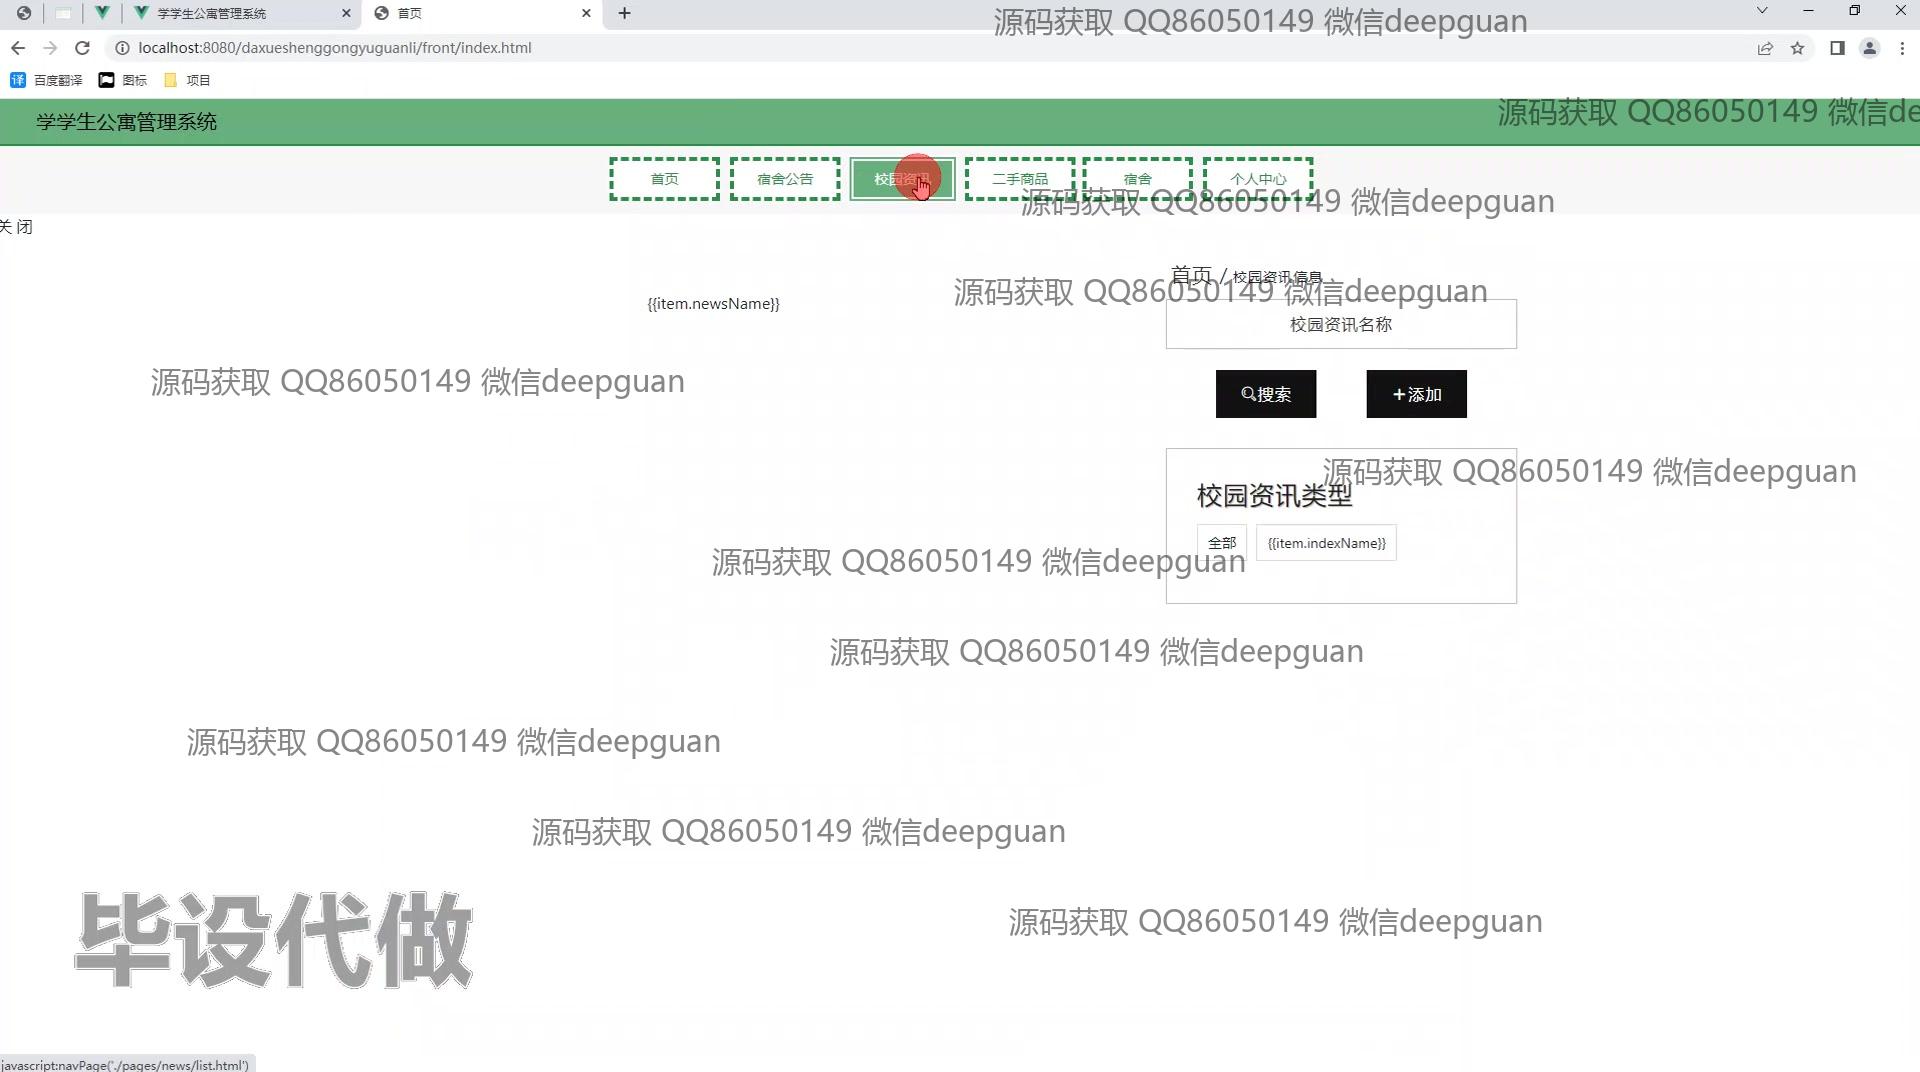 学学生公寓管理系统
首页
源码获取 QQ86050149 微信deepguan
localhost:8080/daxueshenggongyuguanli/front/index.html
百度翻译
图标
项目
学学生公寓管理系统
源码获取 QQ86050149 微信de
首页
宿舍公告
校园资讯
二手商品
宿舍
个人中心
源码获取 QQ86050149 微信deepguan
关 闭
首页 / 校园资讯信息
源码获取 QQ86050149 微信deepguan
{{item.newsName}}
校园资讯名称
源码获取 QQ86050149 微信deepguan
搜索
+添加
源码获取 QQ86050149 微信deepguan
校园资讯类型
全部
{{item.indexName}}
源码获取 QQ86050149 微信deepguan
源码获取 QQ86050149 微信deepguan
源码获取 QQ86050149 微信deepguan
源码获取 QQ86050149 微信deepguan
毕设代做
源码获取 QQ86050149 微信deepguan
javascript:navPage('./pages/news/list.html')